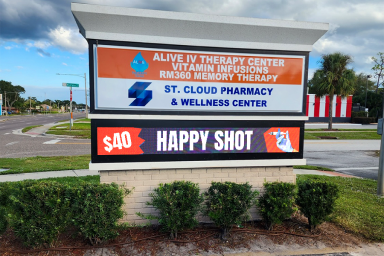 ALIVE IV THERAPY CENTER
VITAMIN INFUSIONS
RM360 MEMORY THERAPY
ST. CLOUD PHARMACY
& WELLNESS CENTER
$40 HAPPY SHOT